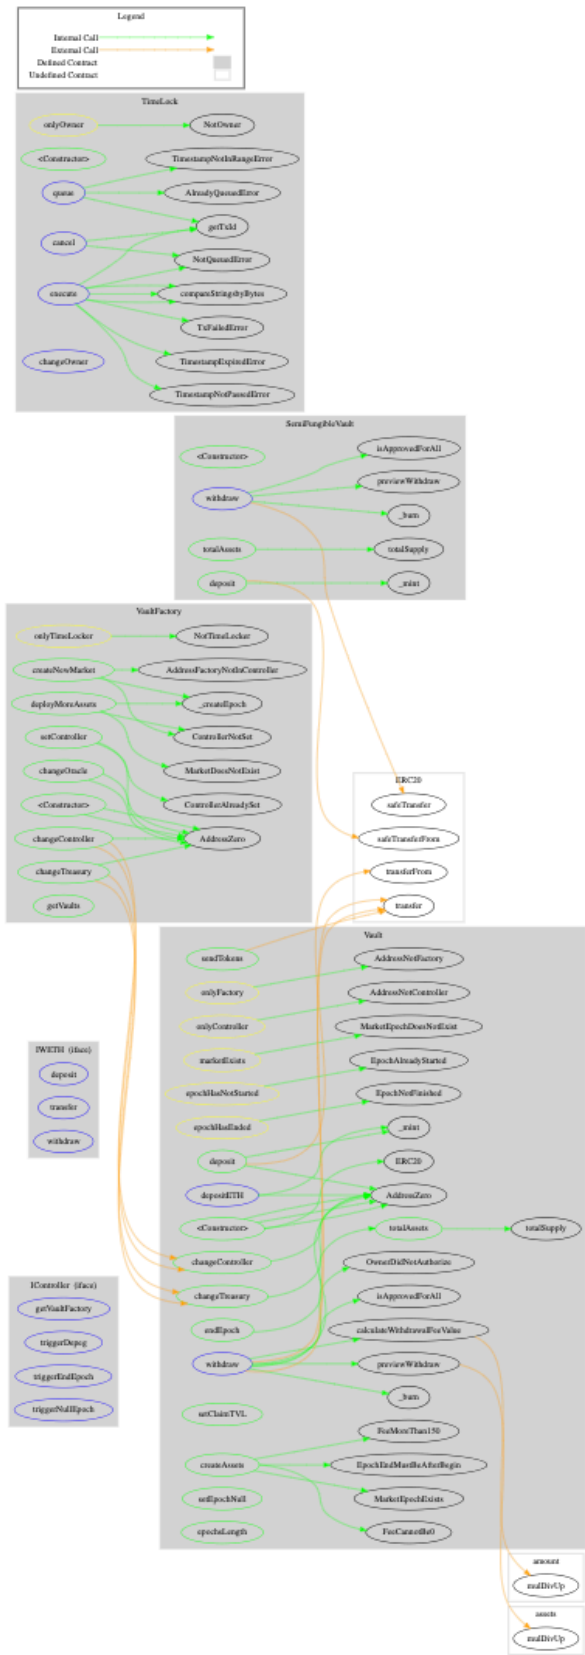 Legend
Internal Call
External Call
Defined Contract
Undefined Contract
TimeLock
onlyOwner
NotOwner
<Constructor>
TimestampNotInRangeError
queue
AlreadyQueuedError
getTxId
cancel
NotQueuedError
execute
compareStringsbyBytes
TxFailedError
changeOwner
TimestampExpiredError
TimestampNotPassedError
SemiFungibleVault
<Constructor>
isApprovedForAll
withdraw
previewWithdraw
_burn
totalAssets
totalSupply
deposit
_mint
VaultFactory
onlyTimeLocker
NotTimeLocker
createNewMarket
AddressFactoryNotInController
deployMoreAssets
_createEpoch
setController
ControllerNotSet
changeOracle
MarketDoesNotExist
<Constructor>
ControllerAlreadySet
changeController
AddressZero
changeTreasury
getVaults
ERC20
safeTransfer
safeTransferFrom
transferFrom
transfer
Vault
sendTokens
AddressNotFactory
onlyFactory
AddressNotController
onlyController
MarketEpochDoesNotExist
marketExists
EpochAlreadyStarted
epochHasNotStarted
EpochNotFinished
epochHasEnded
_mint
deposit
ERC20
depositETH
AddressZero
<Constructor>
totalAssets
totalSupply
changeController
OwnerDidNotAuthorize
changeTreasury
isApprovedForAll
endEpoch
calculateWithdrawalFeeValue
withdraw
previewWithdraw
_burn
setClaimTVL
FeeMoreThan150
createAssets
EpochEndMustBeAfterBegin
setEpochNull
MarketEpochExists
epochsLength
FeeCannotBe0
IWETH (iface)
deposit
transfer
withdraw
IController (iface)
getVaultFactory
triggerDepeg
triggerEndEpoch
triggerNullEpoch
amount
mulDivUp
assets
mulDivUp